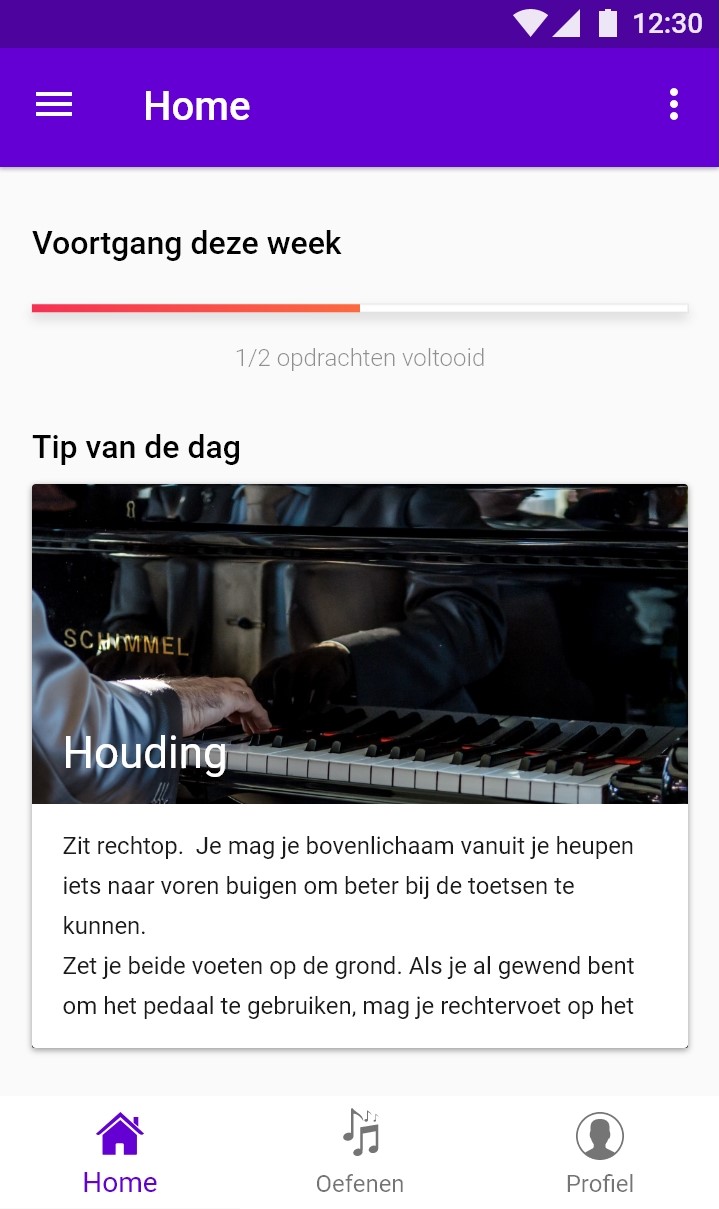 12:30
Home
Voortgang deze week
1/2 opdrachten voltooid
Tip van de dag
SCHIMMEL
Houding
Zit rechtop.  Je mag je bovenlichaam vanuit je heupen
iets naar voren buigen om beter bij de toetsen te
kunnen.
Zet je beide voeten op de grond. Als je al gewend bent
om het pedaal te gebruiken, mag je rechtervoet op het
Home
Oefenen
Profiel